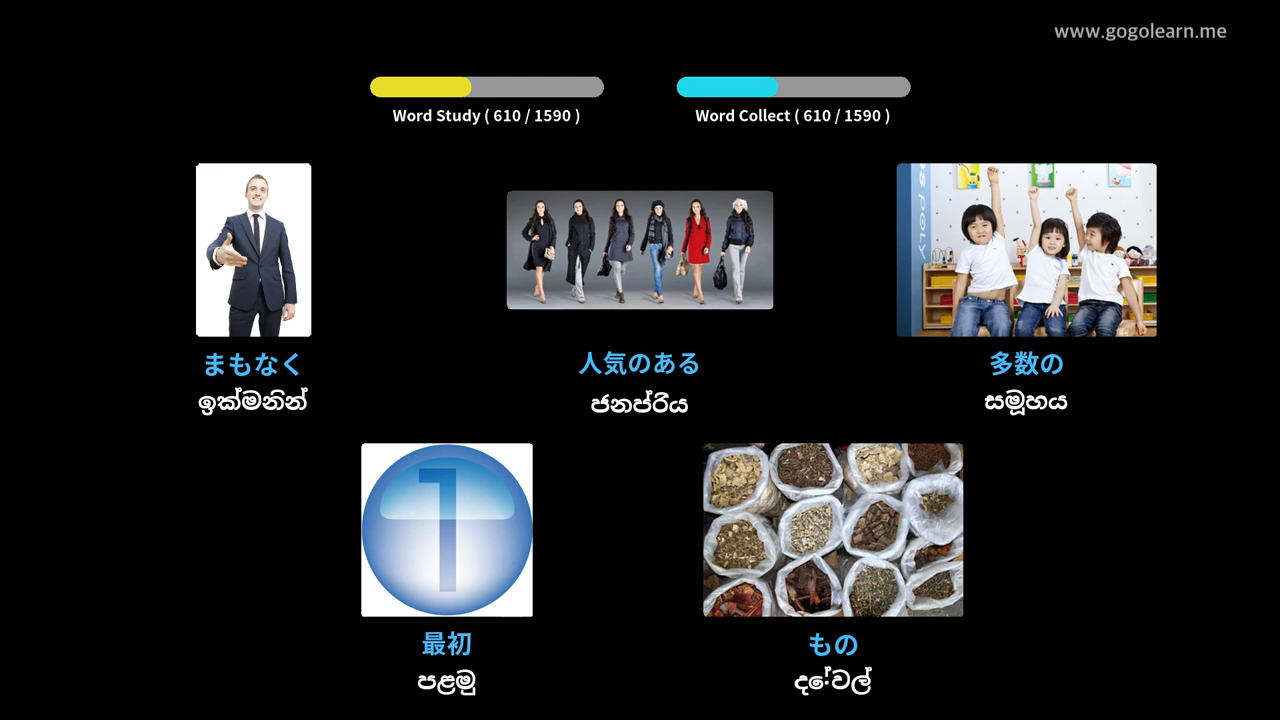 www.gogolearn.me
Word Study ( 610 / 1590 )
Word Collect ( 610 / 1590 )
まもなく
ඉක්මනින්
人気のある
ජනප්රිය
多数の
සමූහය
1
最初
පළමු
もの